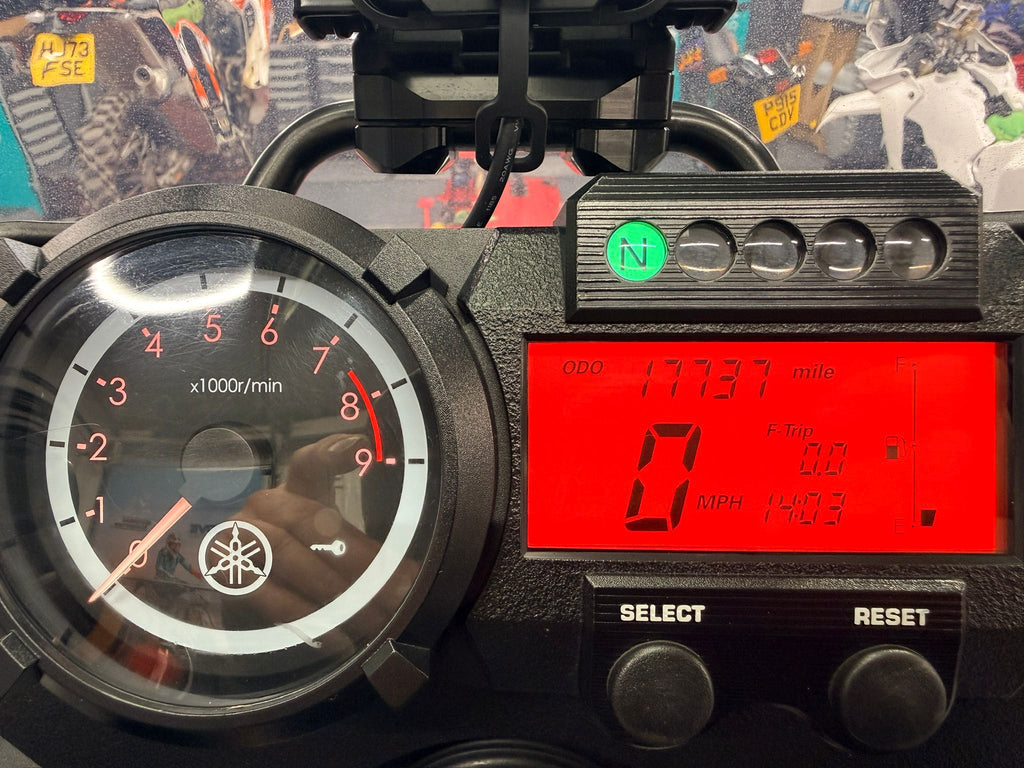 HJ73
FSE
P915
CDV
N
x1000r/min
0
1
2
3
4
5
6
7
8
9
ODO 17737 mile
F
F-Trip
0.0
0 MPH 14:03
E
SELECT RESET